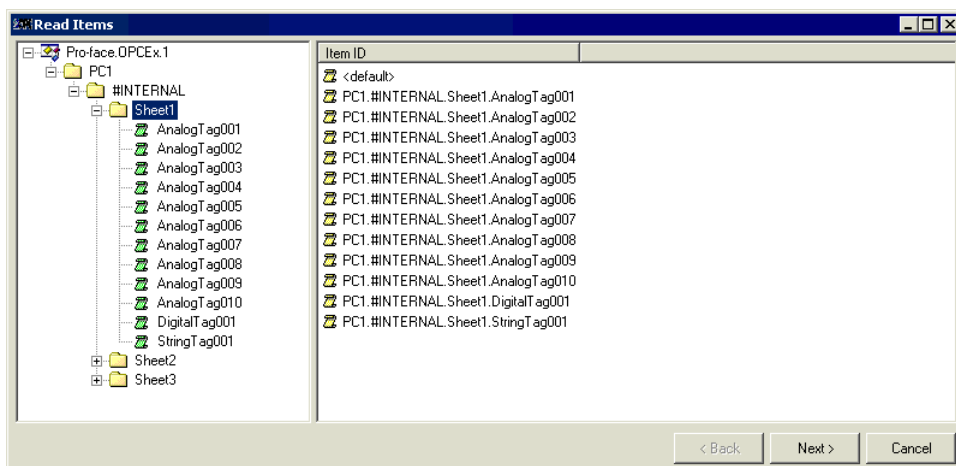 Read Items
Pro-face.OPCEx.1
PC1
#INTERNAL
Sheet1
AnalogTag001
AnalogTag002
AnalogTag003
AnalogTag004
AnalogTag005
AnalogTag006
AnalogTag007
AnalogTag008
AnalogTag009
AnalogTag010
DigitalTag001
StringTag001
Sheet2
Sheet3
Item ID
<default>
PC1.#INTERNAL.Sheet1.AnalogTag001
PC1.#INTERNAL.Sheet1.AnalogTag002
PC1.#INTERNAL.Sheet1.AnalogTag003
PC1.#INTERNAL.Sheet1.AnalogTag004
PC1.#INTERNAL.Sheet1.AnalogTag005
PC1.#INTERNAL.Sheet1.AnalogTag006
PC1.#INTERNAL.Sheet1.AnalogTag007
PC1.#INTERNAL.Sheet1.AnalogTag008
PC1.#INTERNAL.Sheet1.AnalogTag009
PC1.#INTERNAL.Sheet1.AnalogTag010
PC1.#INTERNAL.Sheet1.DigitalTag001
PC1.#INTERNAL.Sheet1.StringTag001
< Back
Next >
Cancel